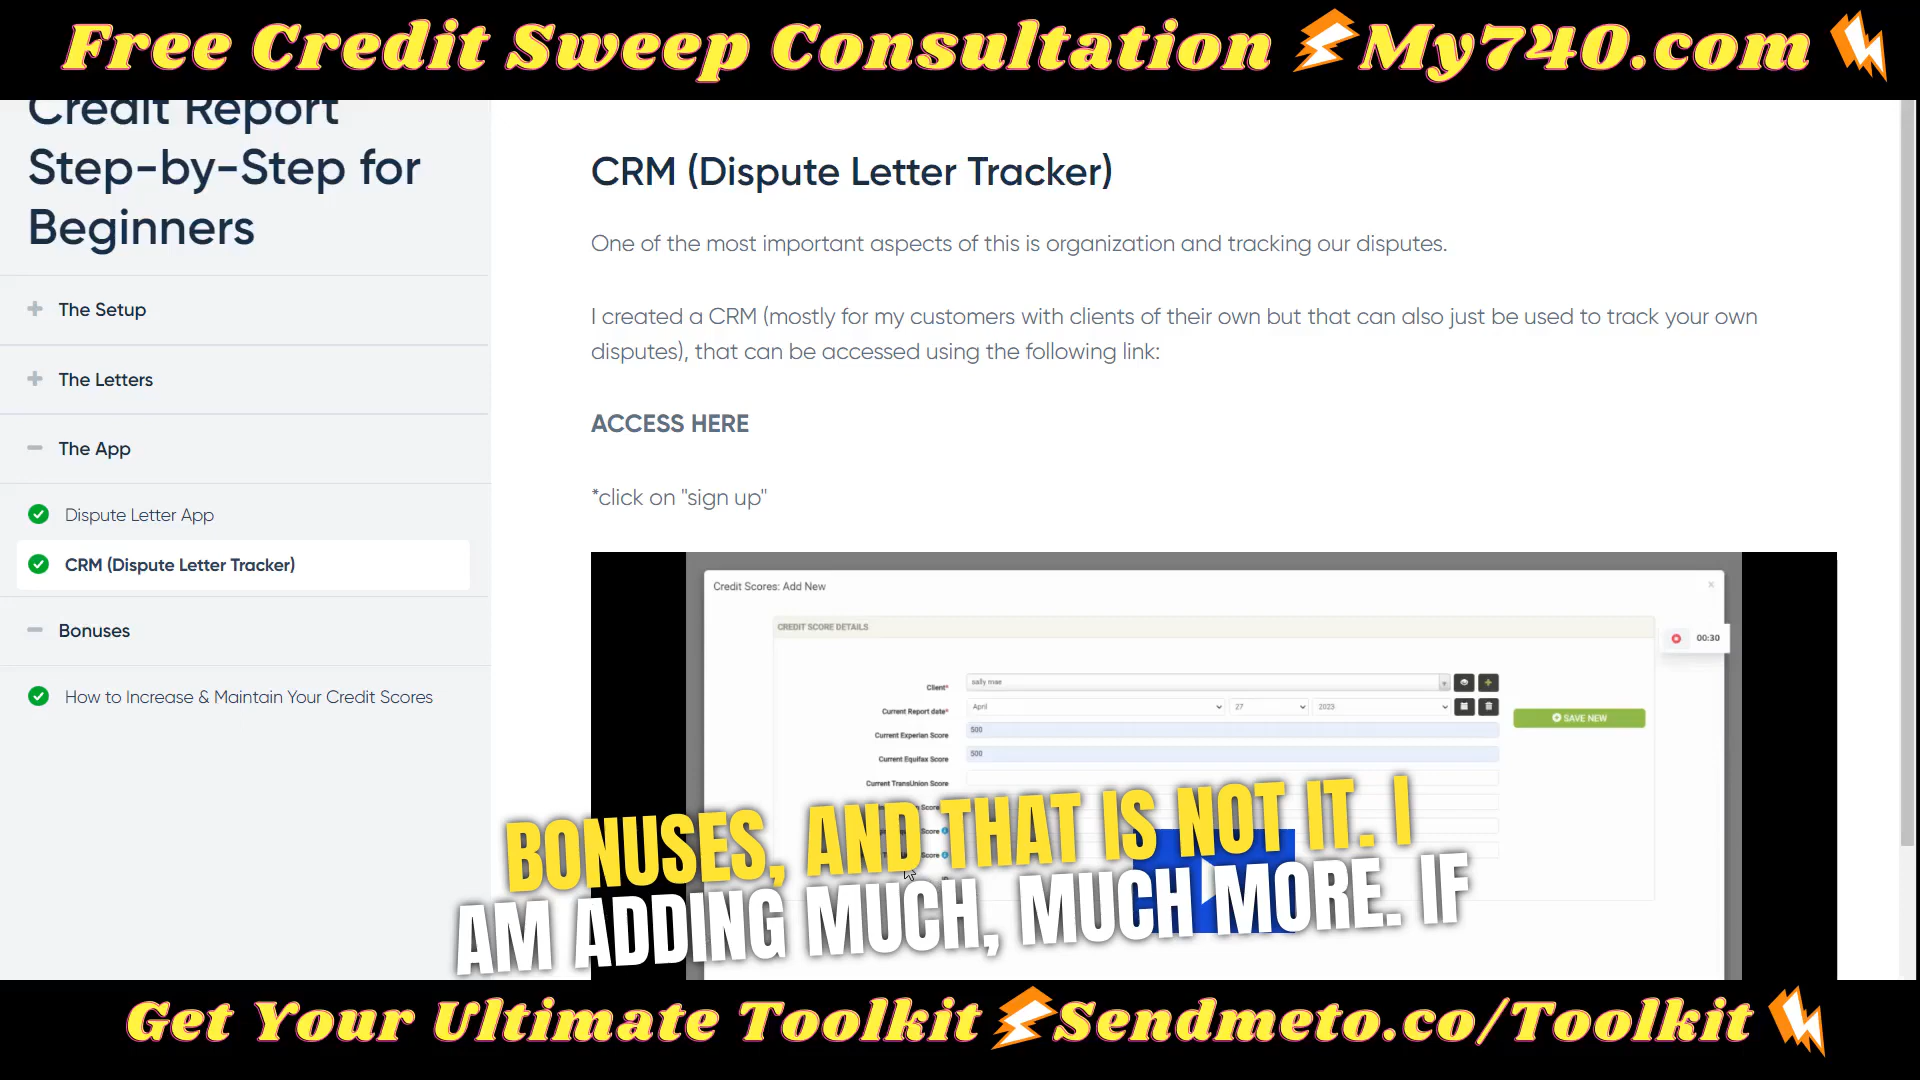 Free Credit Sweep Consultation My740.com
Credit Report
Step-by-Step for
Beginners
The Setup
The Letters
The App
Dispute Letter App
CRM (Dispute Letter Tracker)
Bonuses
How to Increase & Maintain Your Credit Scores
CRM (Dispute Letter Tracker)
One of the most important aspects of this is organization and tracking our disputes.
I created a CRM (mostly for my customers with clients of their own but that can also just be used to track your own
disputes), that can be accessed using the following link:
ACCESS HERE
*click on "sign up"
Credit Scores: Add New
CREDIT SCORE DETAILS
00:30
Client* sally mae
Current Report date* April 27 2023
SAVE NEW
Current Experian Score 500
Current Equifax Score 500
Current TransUnion Score
Score
Score
Score
BONUSES, AND THAT IS NOT IT. I
AM ADDING MUCH, MUCH MORE. IF
Get Your Ultimate Toolkit Sendmeto.co/Toolkit